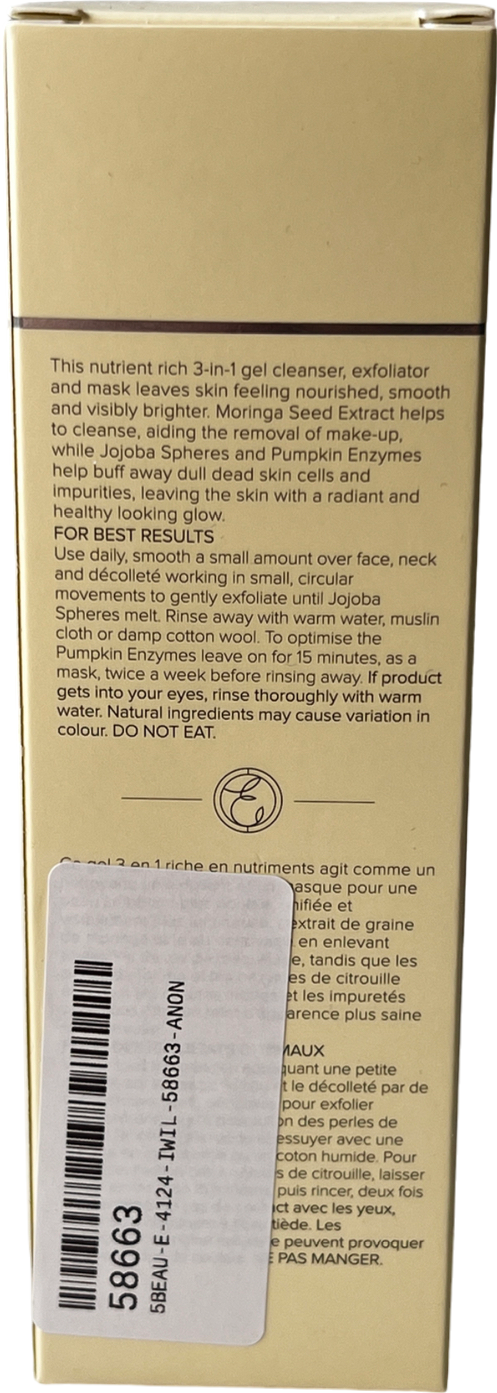 This nutrient rich 3-in-1 gel cleanser, exfoliator
and mask leaves skin feeling nourished, smooth
and visibly brighter. Moringa Seed Extract helps
to cleanse, aiding the removal of make-up,
while Jojoba Spheres and Pumpkin Enzymes
help buff away dull dead skin cells and
impurities, leaving the skin with a radiant and
healthy looking glow.
FOR BEST RESULTS
Use daily, smooth a small amount over face, neck
and décolleté working in small, circular
movements to gently exfoliate until Jojoba
Spheres melt. Rinse away with warm water, muslin
cloth or damp cotton wool. To optimise the
Pumpkin Enzymes leave on for 15 minutes, as a
mask, twice a week before rinsing away. If product
gets into your eyes, rinse thoroughly with warm
water. Natural ingredients may cause variation in
colour. DO NOT EAT.
Ce gel 3 en 1 riche en nutriments agit comme un
pour une
et
extrait de graine
en enlevant
tandis que les
de citrouille
et les impuretés
plus saine
une petite
le décolleté par de
pour exfolier
des perles de
avec une
coton humide. Pour
de citrouille, laisser
puis rincer, deux fois
avec les yeux,
tiède. Les
peuvent provoquer
PAS MANGER.
58663
5BEAU-E-4124-IWIL-58663-ANON